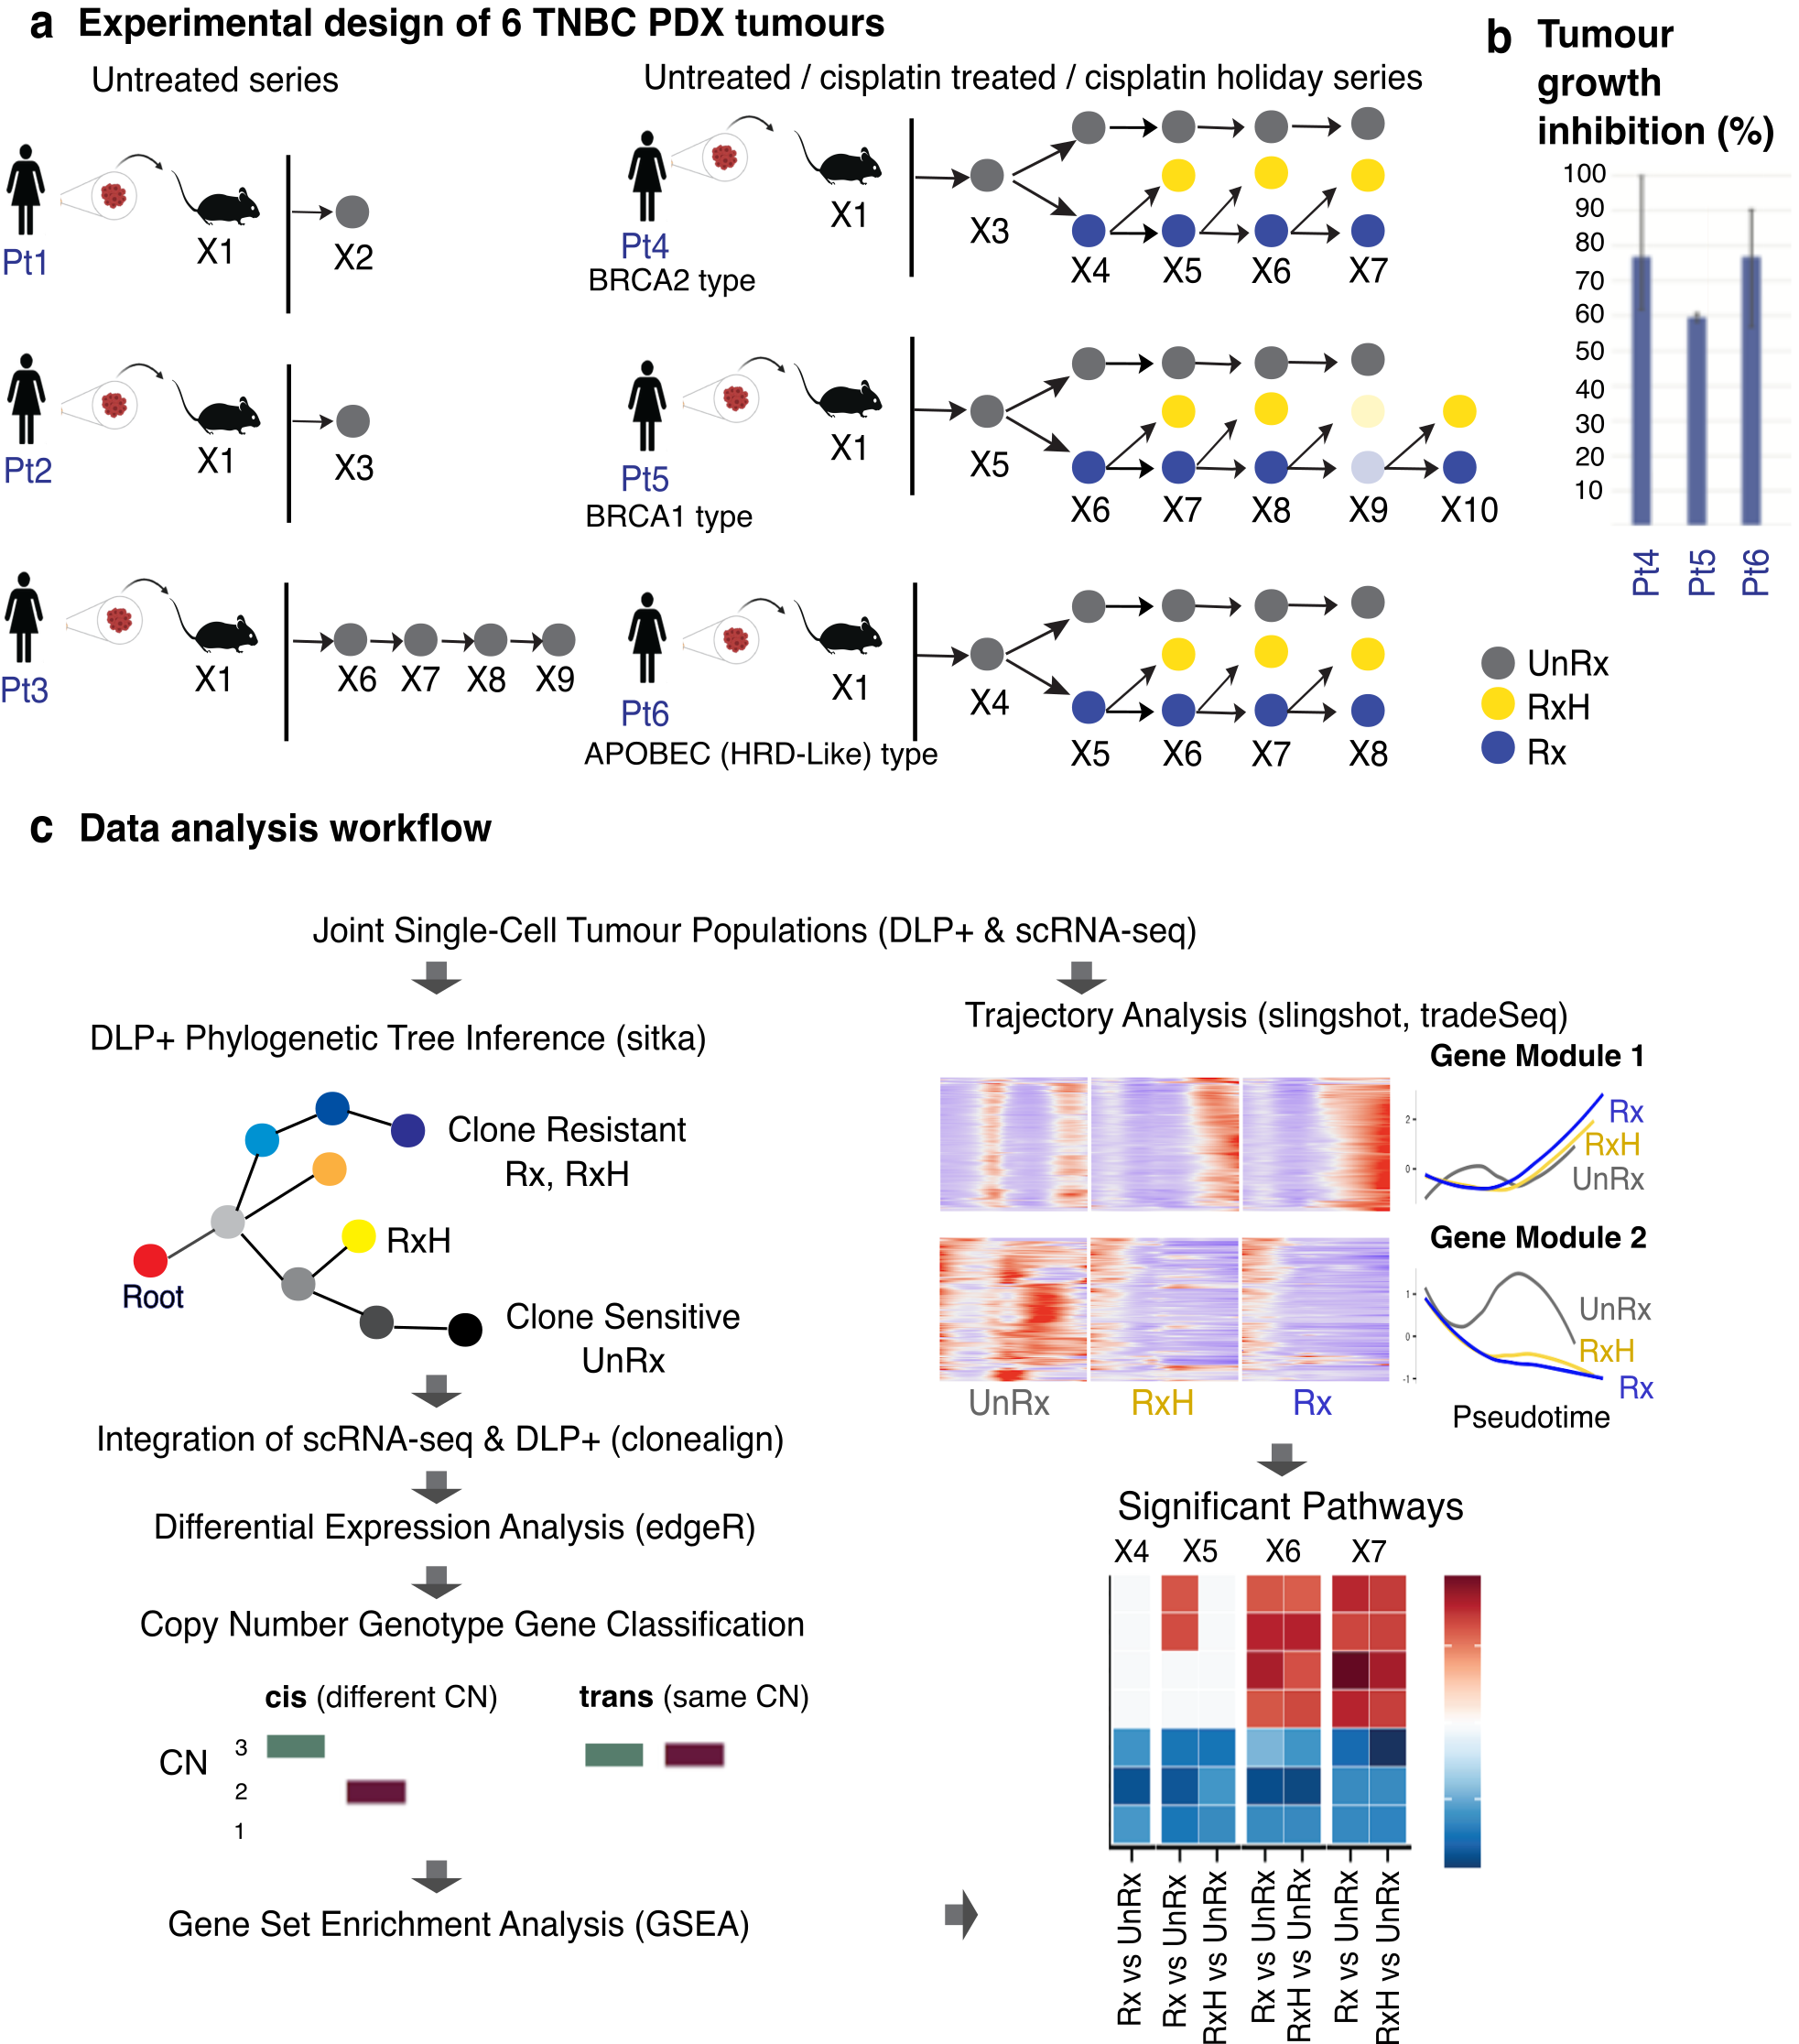 a Experimental design of 6 TNBC PDX tumours
Untreated series
Untreated / cisplatin treated / cisplatin holiday series
Pt1
X1
X2
Pt4
BRCA2 type
X1
X3
X4 X5 X6 X7
Pt2
X1
X3
Pt5
BRCA1 type
X1
X5
X6 X7 X8 X9 X10
Pt3
X1
X6 X7 X8 X9
Pt6
APOBEC (HRD-Like) type
X1
X4
X5 X6 X7 X8
b Tumour
growth
inhibition (%)
100
90
80
70
60
50
40
30
20
10
Pt4 Pt5 Pt6
UnRx
RxH
Rx
c Data analysis workflow
Joint Single-Cell Tumour Populations (DLP+ & scRNA-seq)
DLP+ Phylogenetic Tree Inference (sitka)
Clone Resistant
Rx, RxH
RxH
Root
Clone Sensitive
UnRx
Integration of scRNA-seq & DLP+ (clonealign)
Differential Expression Analysis (edgeR)
Copy Number Genotype Gene Classification
cis (different CN) trans (same CN)
CN
3
2
1
Gene Set Enrichment Analysis (GSEA)
Trajectory Analysis (slingshot, tradeSeq)
Gene Module 1
2
0
Rx
RxH
UnRx
Gene Module 2
1
0
-1
UnRx
RxH
Rx
UnRx RxH Rx
Pseudotime
Significant Pathways
X4 X5 X6 X7
Rx vs UnRx
Rx vs UnRx
RxH vs UnRx
Rx vs UnRx
RxH vs UnRx
Rx vs UnRx
RxH vs UnRx